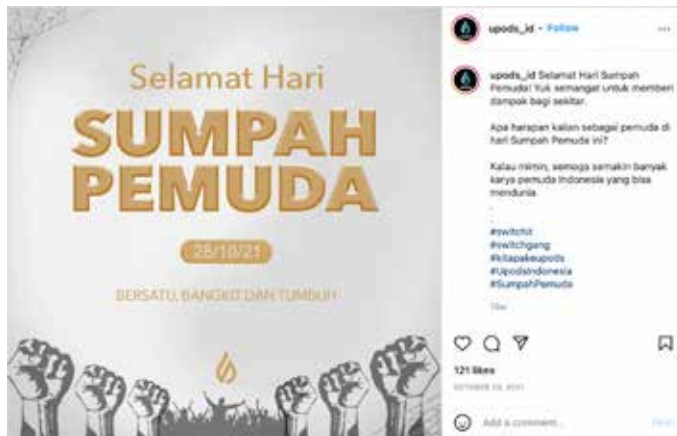 Selamat Hari
SUMPAH
PEMUDA
28/10/21
BERSATU, BANGKIT DAN TUMBUH
upods_id • Follow
upods_id Selamat Hari Sumpah
Pemuda! Yuk semangat untuk memberi
dampak bagi sekitar.
Apa harapan kalian sebagai pemuda di
hari Sumpah Pemuda ini?
Kalau mimin, semoga semakin banyak
karya pemuda Indonesia yang bisa
mendunia
.
.
#switchit
#switchgang
#kitapakeupods
#UpodsIndonesia
#SumpahPemuda
121 likes
OCTOBER 28, 2021
Add a comment...
Post